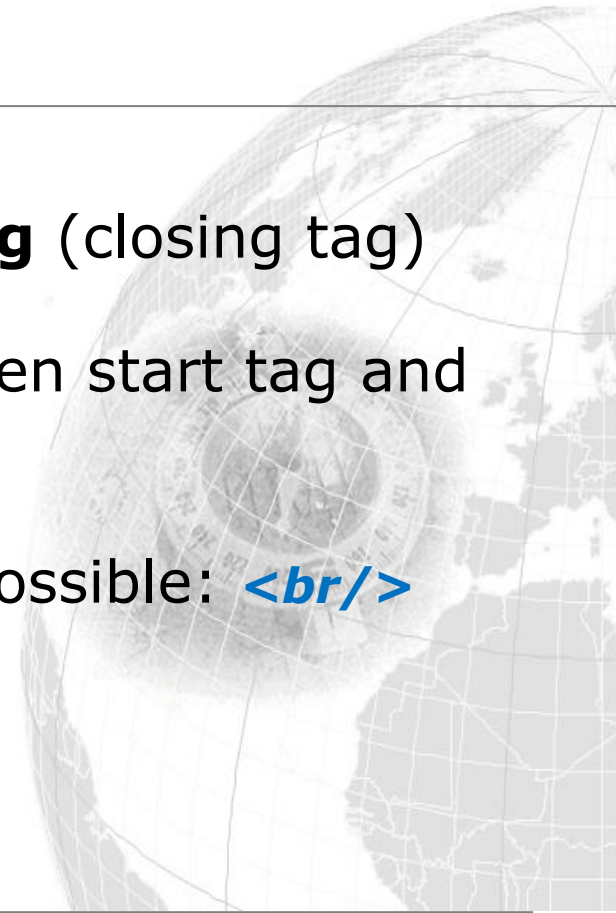 g (closing tag)
en start tag and
ossible: <br/>